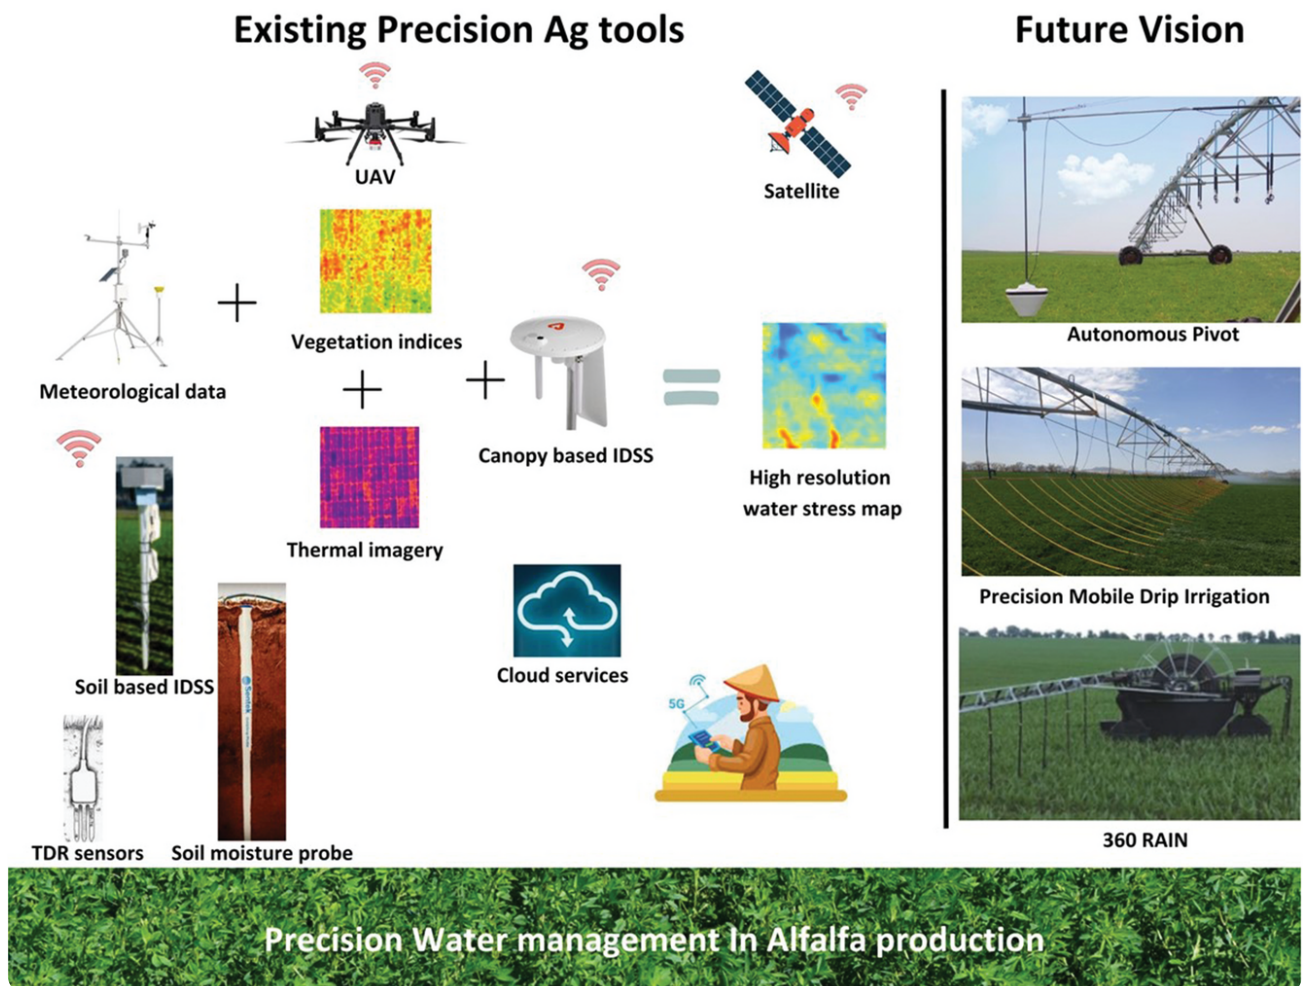 Existing Precision Ag tools
Future Vision
UAV
Satellite
Meteorological data
Vegetation indices
Thermal imagery
Canopy based IDSS
High resolution
water stress map
Soil based IDSS
Sentek
TDR sensors
Soil moisture probe
Cloud services
5G
Autonomous Pivot
Precision Mobile Drip Irrigation
360 RAIN
Precision Water management In Alfalfa production